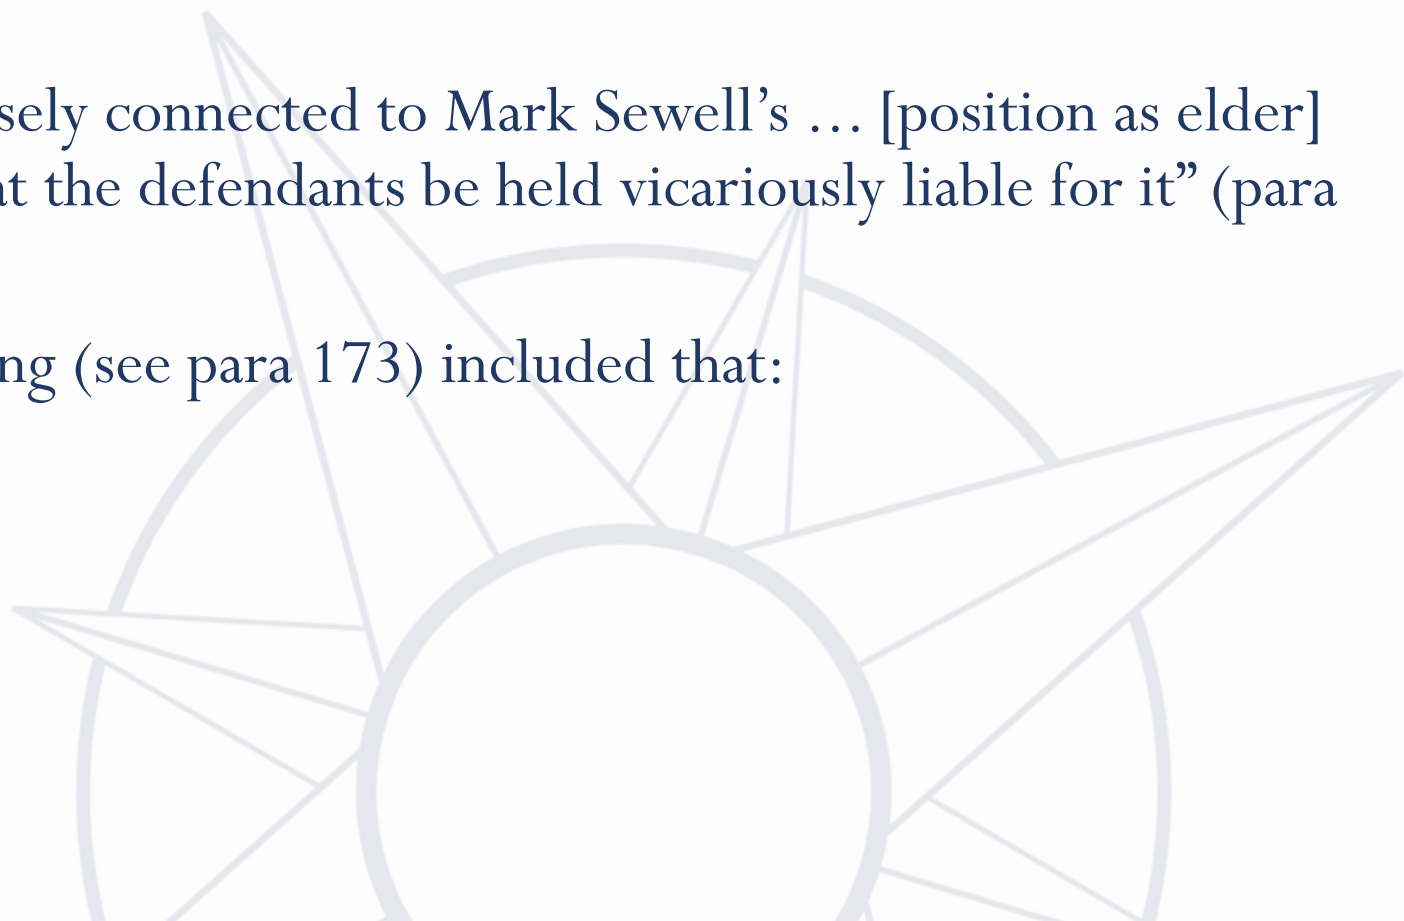 sely connected to Mark Sewell’s … [position as elder]
at the defendants be held vicariously liable for it” (para
ng (see para 173) included that: